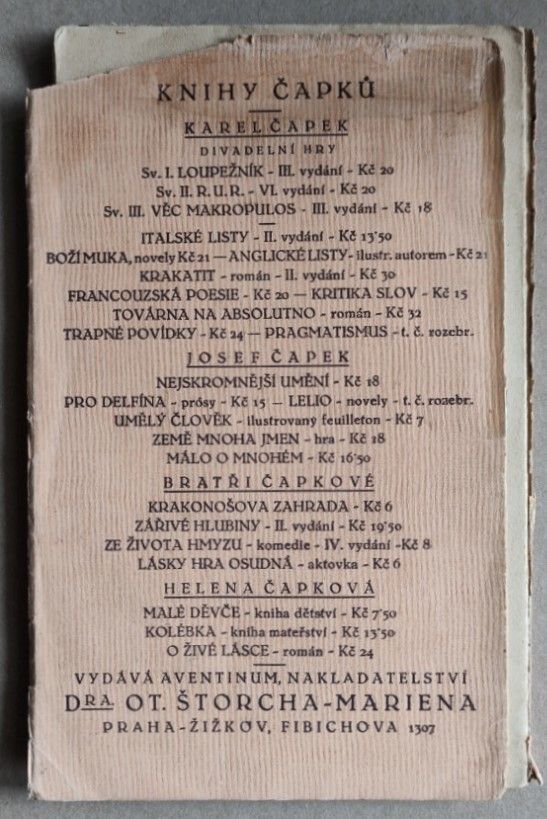 KNIHY ČAPKŮ
KAREL ČAPEK
DIVADELNÍ HRY
Sv. I. LOUPEŽNÍK - III. vydání - Kč 20
Sv. II. R. U. R. - VI. vydání - Kč 20
Sv. III. VĚC MAKROPULOS - III. vydání - Kč 18
ITALSKÉ LISTY - II. vydání - Kč 13·50
BOŽÍ MUKA, novely Kč 21 — ANGLICKÉ LISTY - ilustr. autorem - Kč 21
KRAKATIT - román - II. vydání - Kč 30
FRANCOUZSKÁ POESIE - Kč 20 — KRITIKA SLOV - Kč 15
TOVÁRNA NA ABSOLUTNO - román - Kč 32
TRAPNÉ POVÍDKY - Kč 24 — PRAGMATISMUS - t. č. rozebr.
JOSEF ČAPEK
NEJSKROMNĚJŠÍ UMĚNÍ - Kč 18
PRO DELFÍNA - prósy - Kč 15 — LELIO - novely - t. č. rozebr.
UMĚLÝ ČLOVĚK - ilustrovaný feuilleton - Kč 7
ZEMĚ MNOHA JMEN - hra - Kč 18
MÁLO O MNOHÉM - Kč 16·50
BRATŘI ČAPKOVÉ
KRAKONOŠOVA ZAHRADA - Kč 6
ZÁŘIVÉ HLUBINY - II. vydání - Kč 19·50
ZE ŽIVOTA HMYZU - komedie - IV. vydání - Kč 8
LÁSKY HRA OSUDNÁ - aktovka - Kč 6
HELENA ČAPKOVÁ
MALÉ DĚVČE - kniha dětství - Kč 7·50
KOLÉBKA - kniha mateřství - Kč 13·50
O ŽIVÉ LÁSCE - román - Kč 24
VYDÁVÁ AVENTINUM, NAKLADATELSTVÍ
DRA OT. ŠTORCHA-MARIENA
PRAHA-ŽIŽKOV, FIBICHOVA 1307